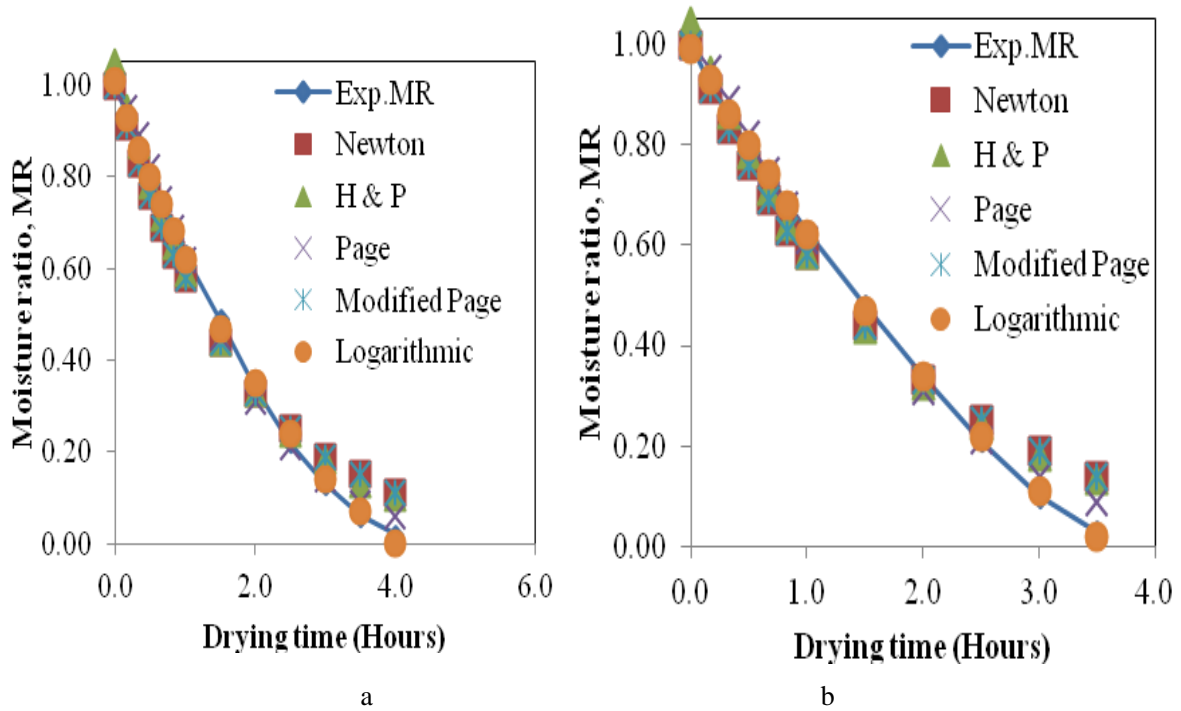 1.00
0.80
0.60
0.40
0.20
0.00
Moisture ratio, MR
0.0 2.0 4.0 6.0
Drying time (Hours)
Exp.MR
Newton
H & P
Page
Modified Page
Logarithmic
a
1.00
0.80
0.60
0.40
0.20
0.00
Moisture ratio, MR
0.0 1.0 2.0 3.0 4.0
Drying time (Hours)
Exp.MR
Newton
H & P
Page
Modified Page
Logarithmic
b